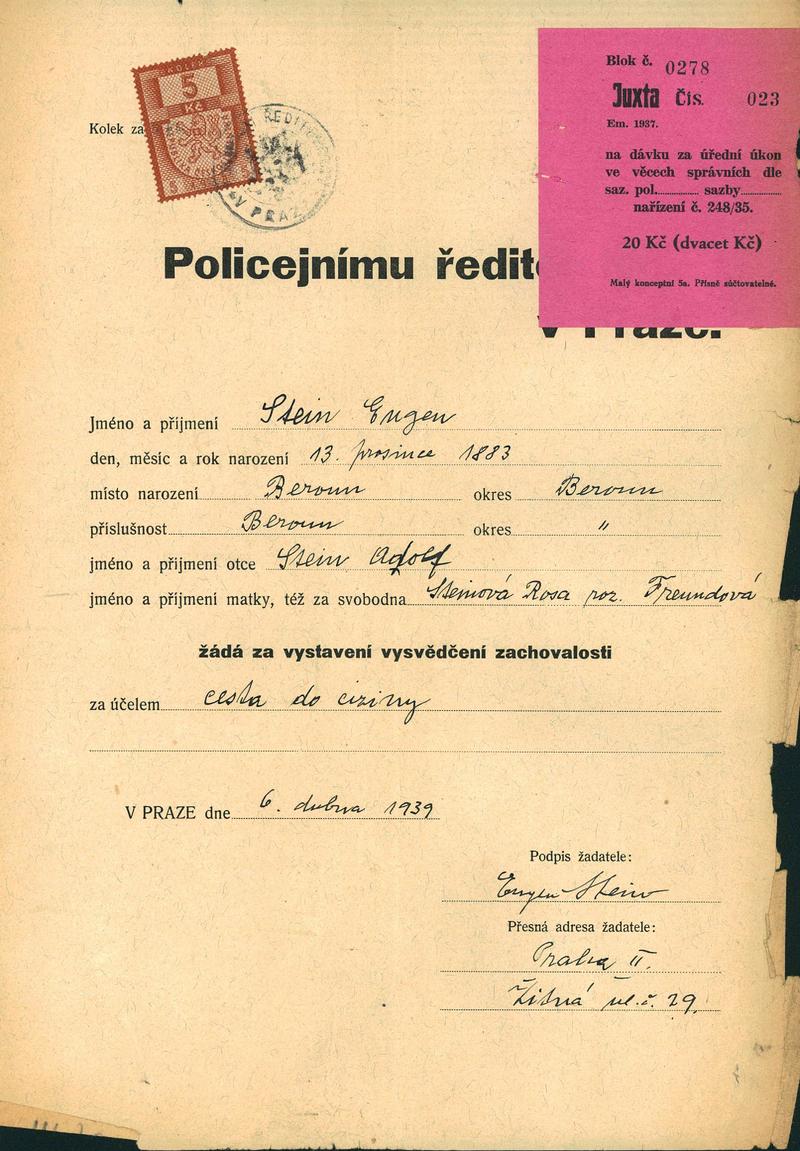 Blok č. 0278
Juxta Čís. 023
Em. 1937.
na dávku za úřední úkon
ve věcech správních dle
saz. pol. sazby
nařízení č. 248/35.
20 Kč (dvacet Kč)
Malý konceptní 5a. Přísně súčtovatelné.
KOLEK
5
Kč
Kolek za
V PRAZE
Policejnímu ředit
v Praze.
Jméno a příjmení Stein Eugen
den, měsíc a rok narození 13. prosince 1883
místo narození Beroun okres Beroun
příslušnost Beroun okres "
jméno a příjmení otce Stein Adolf
jméno a příjmení matky, též za svobodna Steinová Rosa roz. Freundová
žádá za vystavení vysvědčení zachovalosti
za účelem cesta do ciziny
V PRAZE dne 6. dubna 1939
Podpis žadatele:
Eugen Stein
Přesná adresa žadatele:
Praha II.
Žitná ul. č. 29.